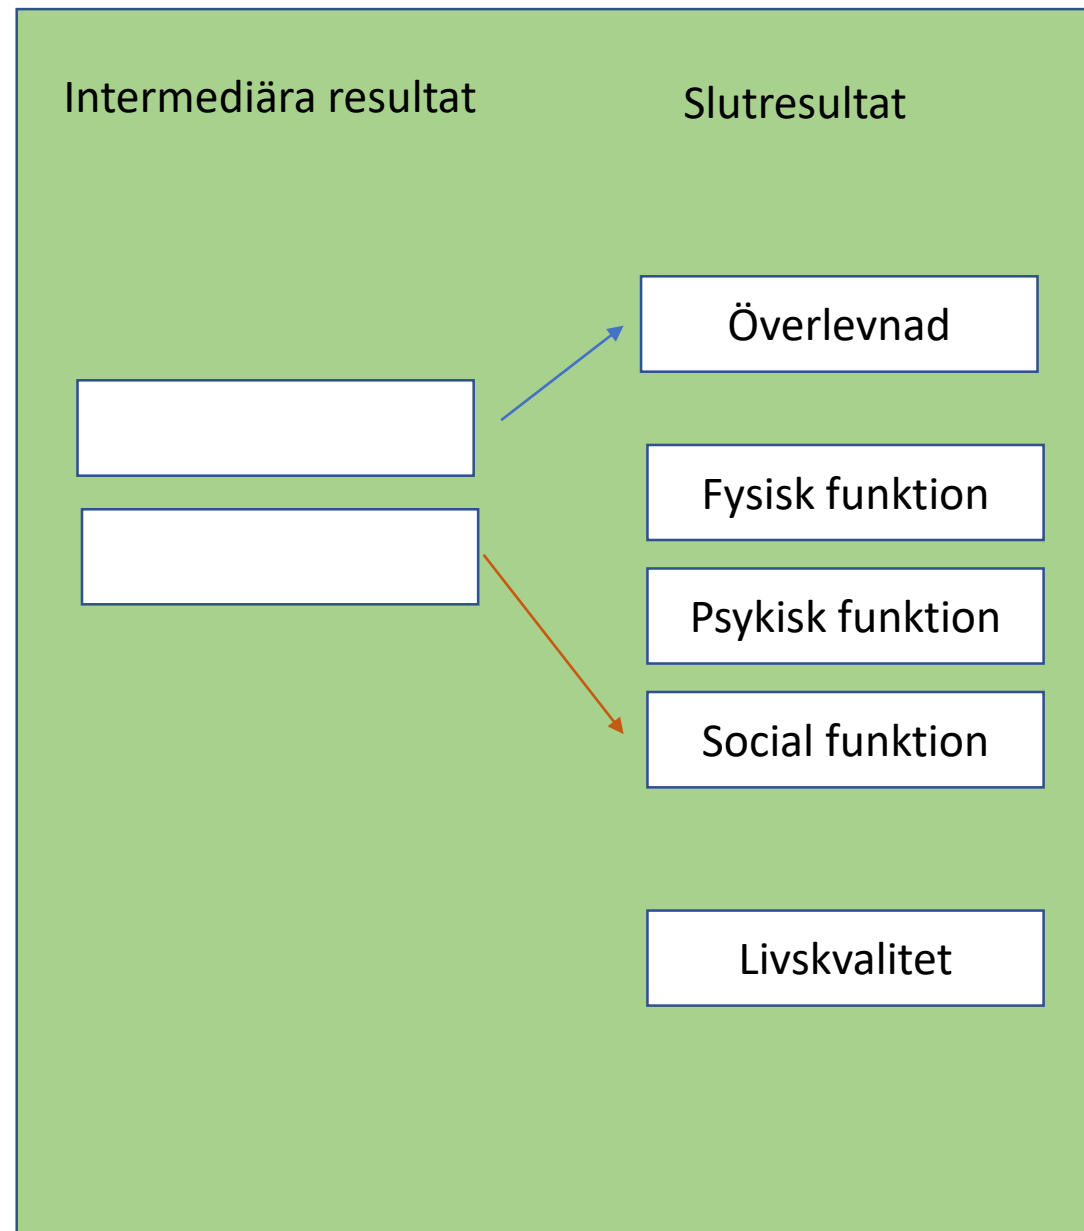 Intermediära resultat
Slutresultat
Överlevnad
Fysisk funktion
Psykisk funktion
Social funktion
Livskvalitet